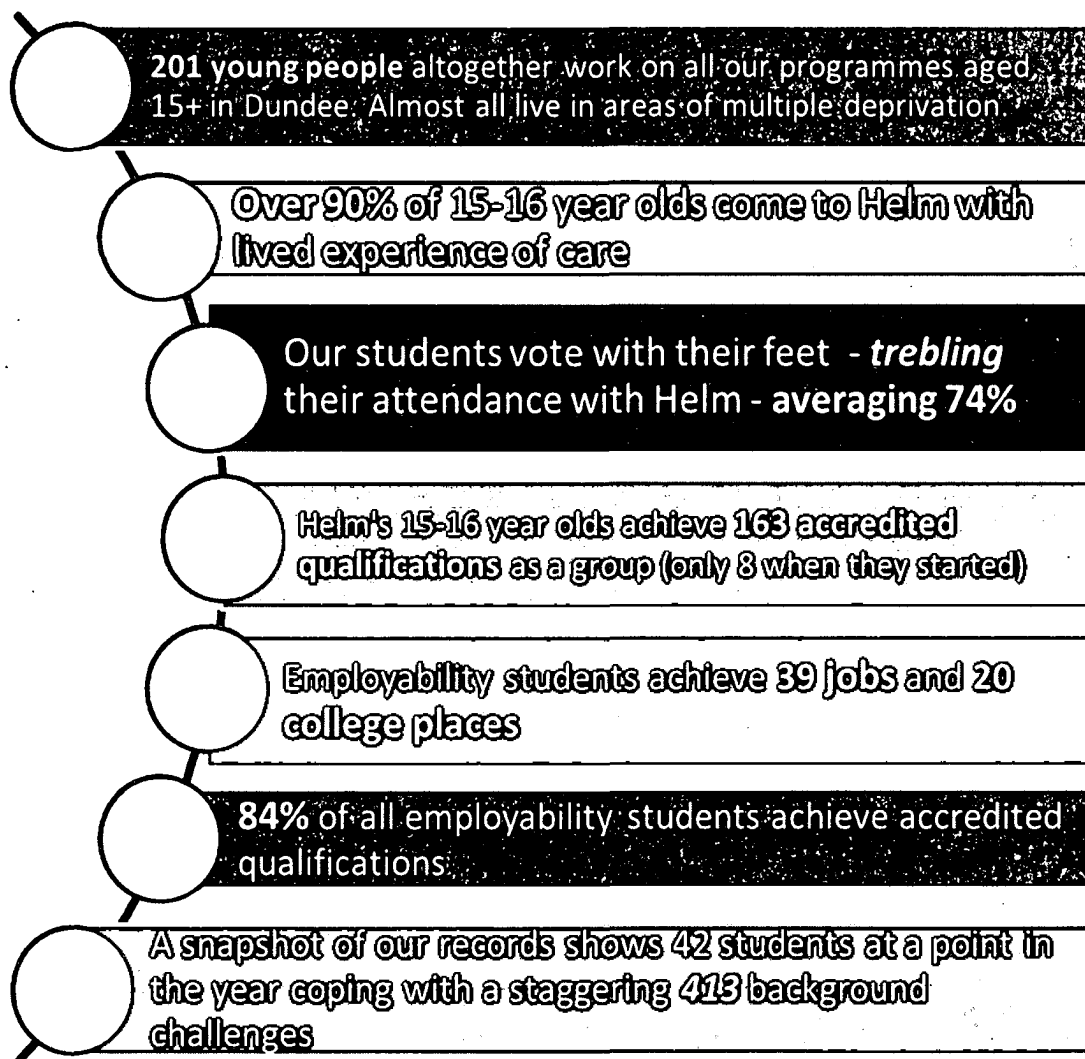 201 young people altogether work on all our programmes aged
15+ in Dundee. Almost all live in areas of multiple deprivation.
Over 90% of 15-16 year olds come to Helm with
lived experience of care
Our students vote with their feet - trebling
their attendance with Helm - averaging 74%
Helm's 15-16 year olds achieve 163 accredited
qualifications as a group (only 8 when they started)
Employability students achieve 39 jobs and 20
college places
84% of all employability students achieve accredited
qualifications
A snapshot of our records shows 42 students at a point in
the year coping with a staggering 413 background
challenges